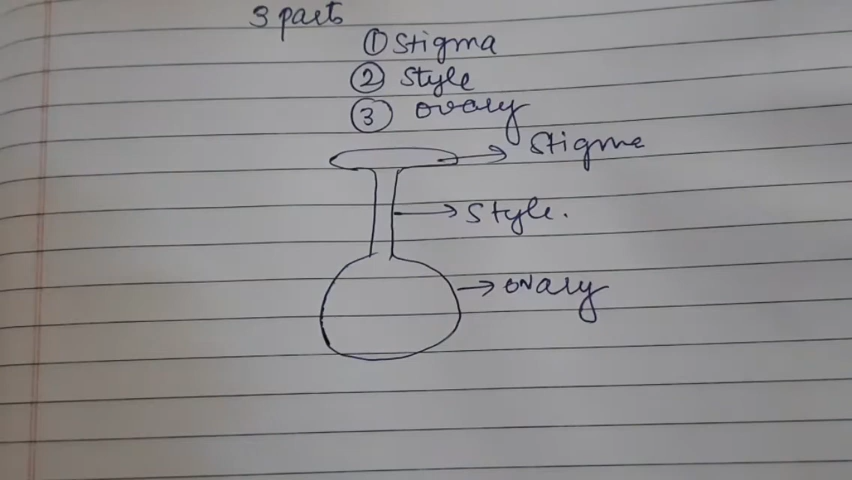 3 parts
① Stigma
② Style
③ Ovary
Stigma
Style.
Ovary